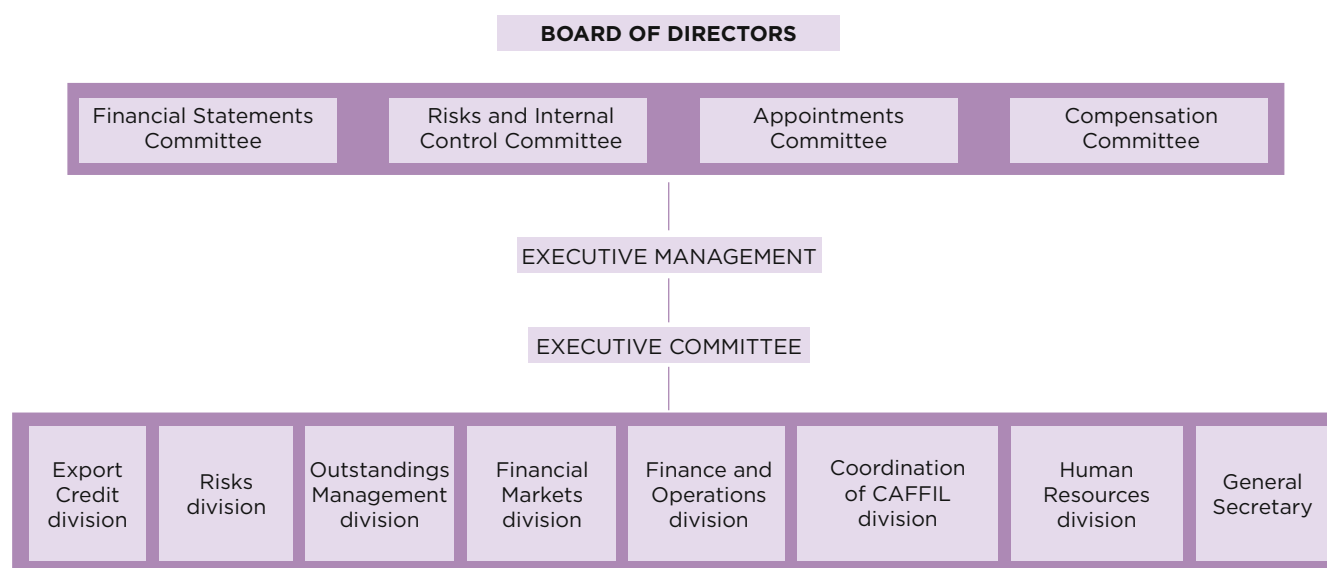 BOARD OF DIRECTORS
Financial Statements
Committee
Risks and Internal
Control Committee
Appointments
Committee
Compensation
Committee
EXECUTIVE MANAGEMENT
EXECUTIVE COMMITTEE
Export
Credit
division
Risks
division
Outstandings
Management
division
Financial
Markets
division
Finance and
Operations
division
Coordination
of CAFFIL
division
Human
Resources
division
General
Secretary